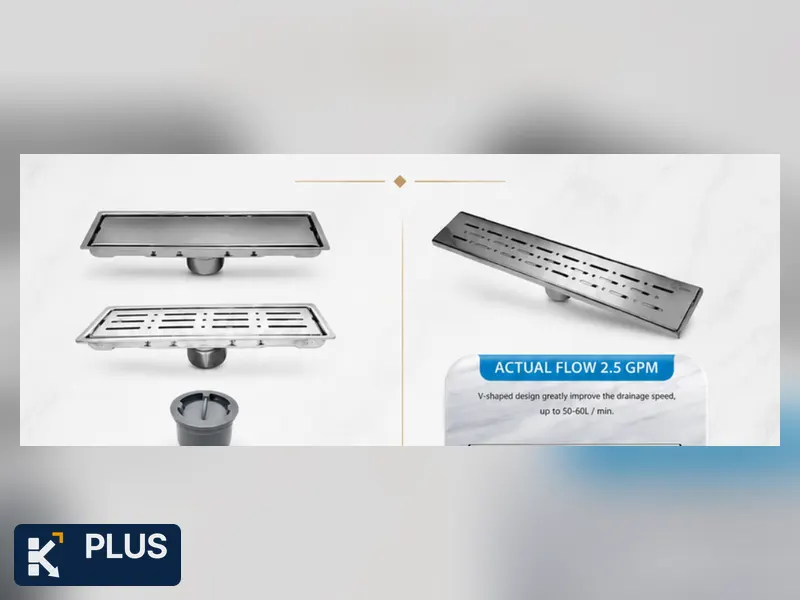 ACTUAL FLOW 2.5 GPM
V-shaped design greatly improve the drainage speed,
up to 50-60L / min.
K PLUS